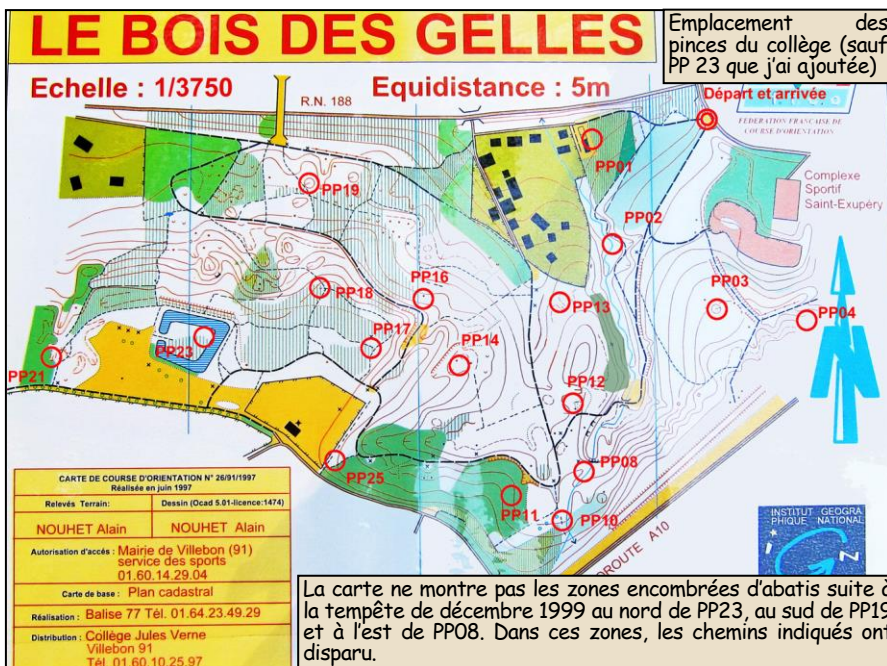 LE BOIS DES GELLES
Emplacement des
pinces du collège (sauf
PP 23 que j'ai ajoutée)
Echelle : 1/3750
Equidistance : 5m
Départ et arrivée
R.N. 188
FEDERATION FRANCAISE DE
COURSE D'ORIENTATION
PP01
Complexe
Sportif
Saint-Exupéry
PP19
PP02
PP16
PP18
PP13
PP03
PP04
PP17
PP23
PP14
PP21
PP12
PP25
PP08
PP11
PP10
OROUTE A10
CARTE DE COURSE D'ORIENTATION N° 26/91/1997
Réalisée en juin 1997
Relevés Terrain:
Dessin (Ocad 5.01-licence:1474)
NOUHET Alain
NOUHET Alain
Autorisation d'accés : Mairie de Villebon (91)
service des sports
01.60.14.29.04
Carte de base : Plan cadastral
Réalisation : Balise 77 Tél. 01.64.23.49.29
Distribution : Collège Jules Verne
Villebon 91
Tél. 01 60 10 25 97
INSTITUT GEOGRA
PHIQUE NATIONAL
La carte ne montre pas les zones encombrées d'abatis suite à
la tempête de décembre 1999 au nord de PP23, au sud de PP19
et à l'est de PP08. Dans ces zones, les chemins indiqués ont
disparu.